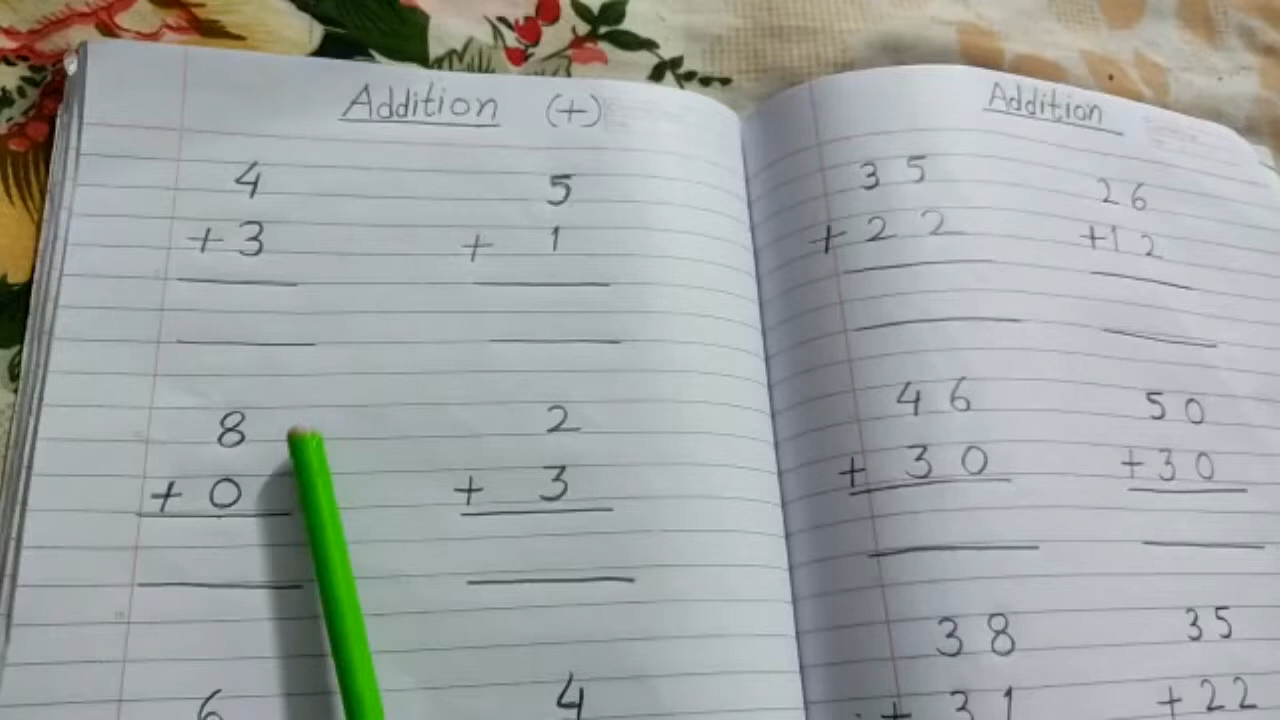 Addition (+)
4 5
+ 3 + 1
8 2
+ 0 + 3
6 4
Addition
35 26
+ 22 +12
46 50
+ 30 +30
38 35
+ 31 +22